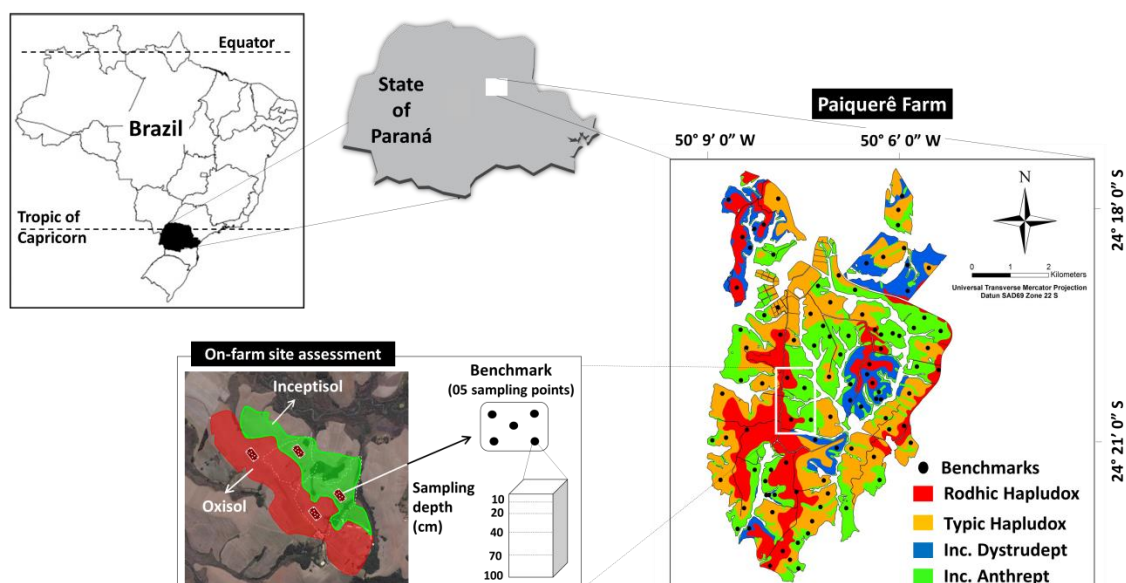 Equator
Brazil
Tropic of
Capricorn
State
of
Paraná
Paiquerê Farm
50° 9’ 0” W
50° 6’ 0” W
24° 18’ 0” S
24° 21’ 0” S
N
0 1 2
Kilometers
Universal Transverse Mercator Projection
Datun SAD69 Zone 22 S
Benchmarks
Rodhic Hapludox
Typic Hapludox
Inc. Dystrudept
Inc. Anthrept
On-farm site assessment
Inceptisol
Oxisol
Benchmark
(05 sampling points)
Sampling
depth
(cm)
10
20
40
70
100